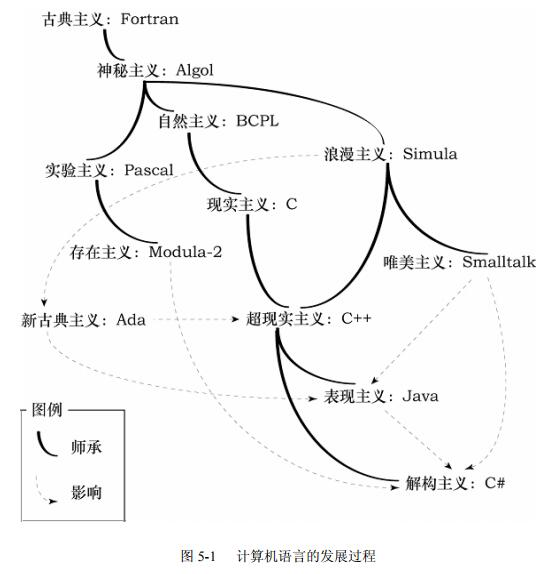 古典主义：Fortran
神秘主义：Algol
自然主义：BCPL
浪漫主义：Simula
实验主义：Pascal
现实主义：C
存在主义：Modula-2
唯美主义：Smalltalk
新古典主义：Ada
超现实主义：C++
表现主义：Java
图例
师承
解构主义：C#
影响
图 5-1 计算机语言的发展过程